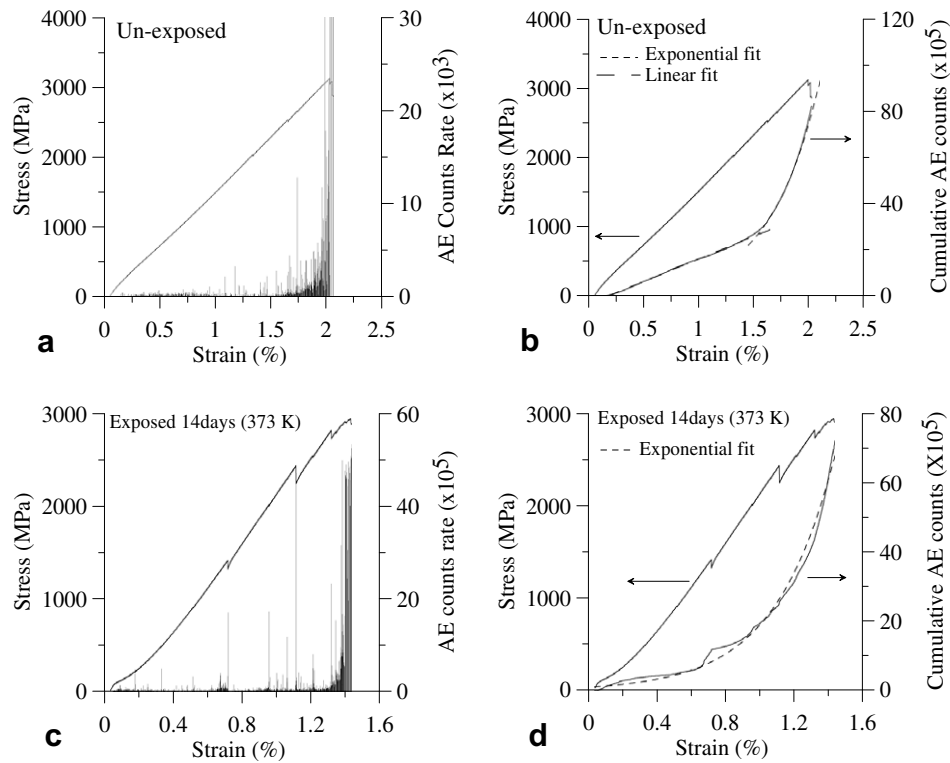 Un-exposed
4000
3000
2000
1000
0
Stress (MPa)
30
20
10
0
AE Counts Rate (x10³)
0 0.5 1 1.5 2 2.5
Strain (%)
a
Un-exposed
Exponential fit
Linear fit
4000
3000
2000
1000
0
Stress (MPa)
120
80
40
0
Cumulative AE counts (x10⁵)
0 0.5 1 1.5 2 2.5
Strain (%)
b
Exposed 14days (373 K)
3000
2000
1000
0
Stress (MPa)
60
40
20
0
AE counts rate (x10⁵)
0 0.4 0.8 1.2 1.6
Strain (%)
c
Exposed 14days (373 K)
Exponential fit
3000
2000
1000
0
Stress (MPa)
80
60
40
20
0
Cumulative AE counts (X10⁵)
0 0.4 0.8 1.2 1.6
Strain (%)
d